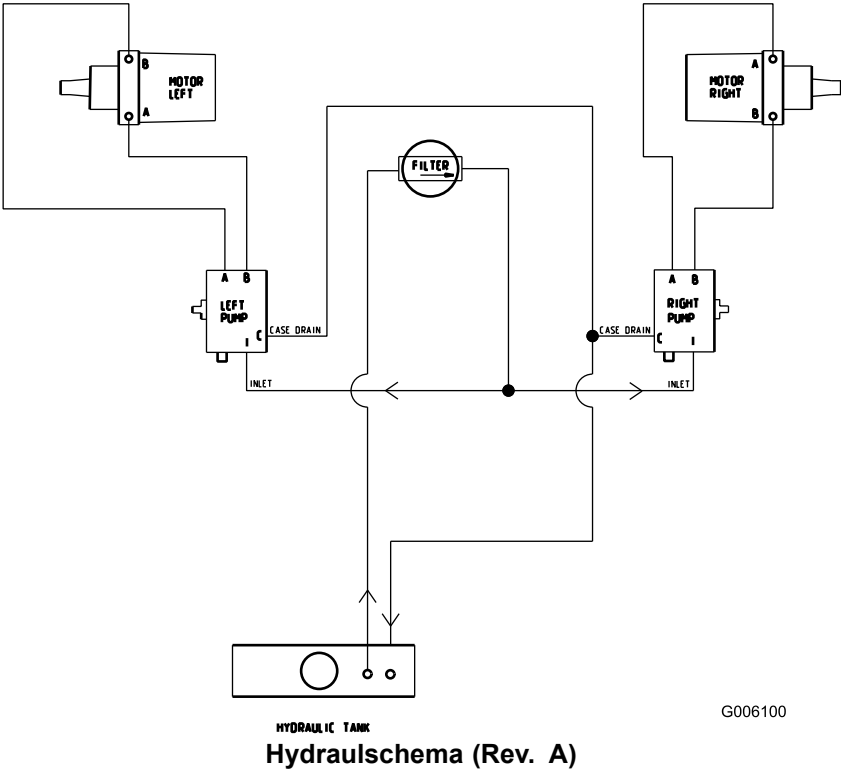 B
MOTOR
LEFT
A
A
MOTOR
RIGHT
B
FILTER
A B
LEFT
PUMP
C
I
CASE DRAIN
INLET
A B
RIGHT
PUMP
CASE DRAIN
C
I
INLET
HYDRAULIC TANK
G006100
Hydraulschema (Rev. A)